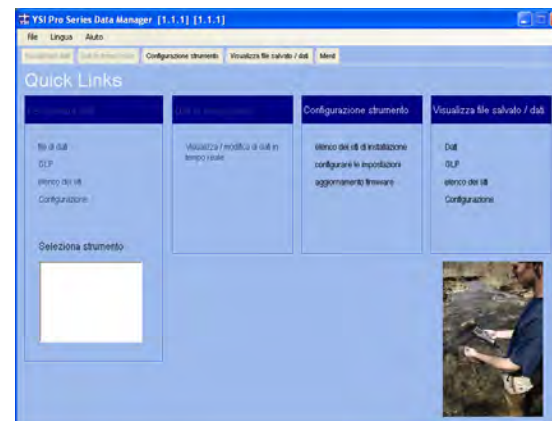 YSI Pro Series Data Manager [1.1.1] [1.1.1]
file Lingua Aiuto
Configurazione strumento Visualizza file salvato / dati Menù
Quick Links
Configurazione strumento
Visualizza file salvato / dati
file di dati
GLP
elenco dei siti
Configurazione
Visualizza / modifica di dati in
tempo reale
elenco dei siti di installazione
configurare le impostazioni
aggiornamento firmware
Dati
GLP
elenco dei siti
Configurazione
Seleziona strumento